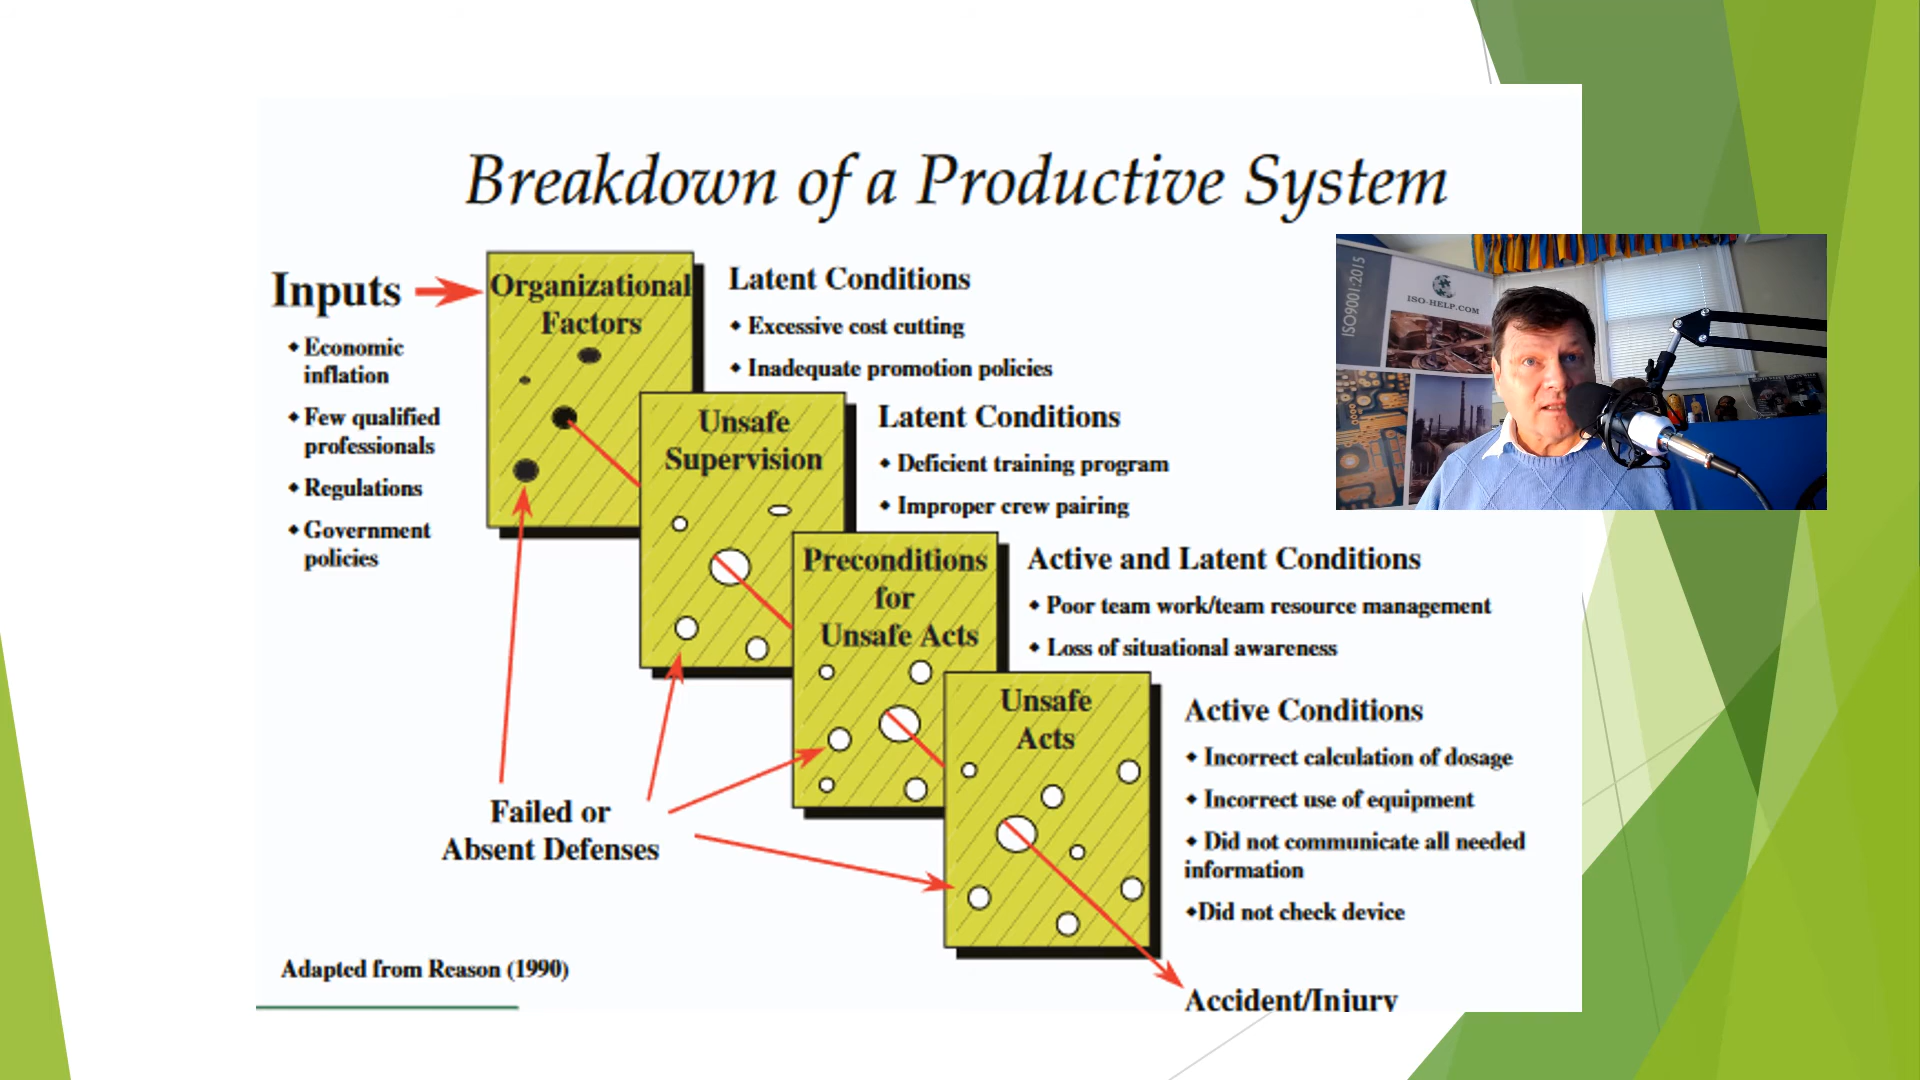 Breakdown of a Productive System
Inputs
◆ Economic
inflation
◆ Few qualified
professionals
◆ Regulations
◆ Government
policies
Organizational
Factors
Latent Conditions
◆ Excessive cost cutting
◆ Inadequate promotion policies
Unsafe
Supervision
Latent Conditions
◆ Deficient training program
◆ Improper crew pairing
Preconditions
for
Unsafe Acts
Active and Latent Conditions
◆ Poor team work/team resource management
◆ Loss of situational awareness
Unsafe
Acts
Active Conditions
◆ Incorrect calculation of dosage
◆ Incorrect use of equipment
◆ Did not communicate all needed
information
◆Did not check device
Failed or
Absent Defenses
Adapted from Reason (1990)
Accident/Injury
ISO9001:2015
ISO-HELP.COM